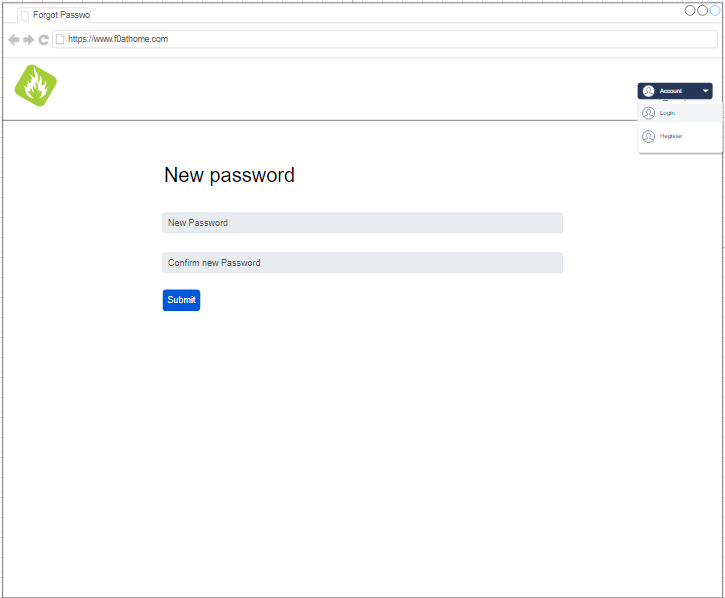 Forgot Passwo
https://www.f0athome.com
Account
Login
Register
New password
New Password
Confirm new Password
Submit